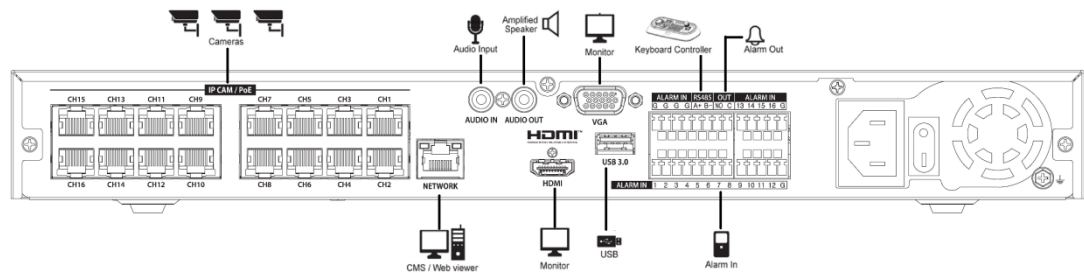 Cameras
Audio Input
Amplified
Speaker
Monitor
Keyboard Controller
Alarm Out
IP CAM / PoE
CH15 CH13 CH11 CH9 CH7 CH5 CH3 CH1
CH16 CH14 CH12 CH10 CH8 CH6 CH4 CH2
NETWORK
AUDIO IN AUDIO OUT
VGA
HDMI
HDMI
USB 3.0
ALARM IN RS485 OUT ALARM IN
G G G G A+ B- NO C 13 14 15 16 G
ALARM IN 1 2 3 4 5 6 7 8 9 10 11 12 G
CMS / Web viewer
Monitor
USB
Alarm In